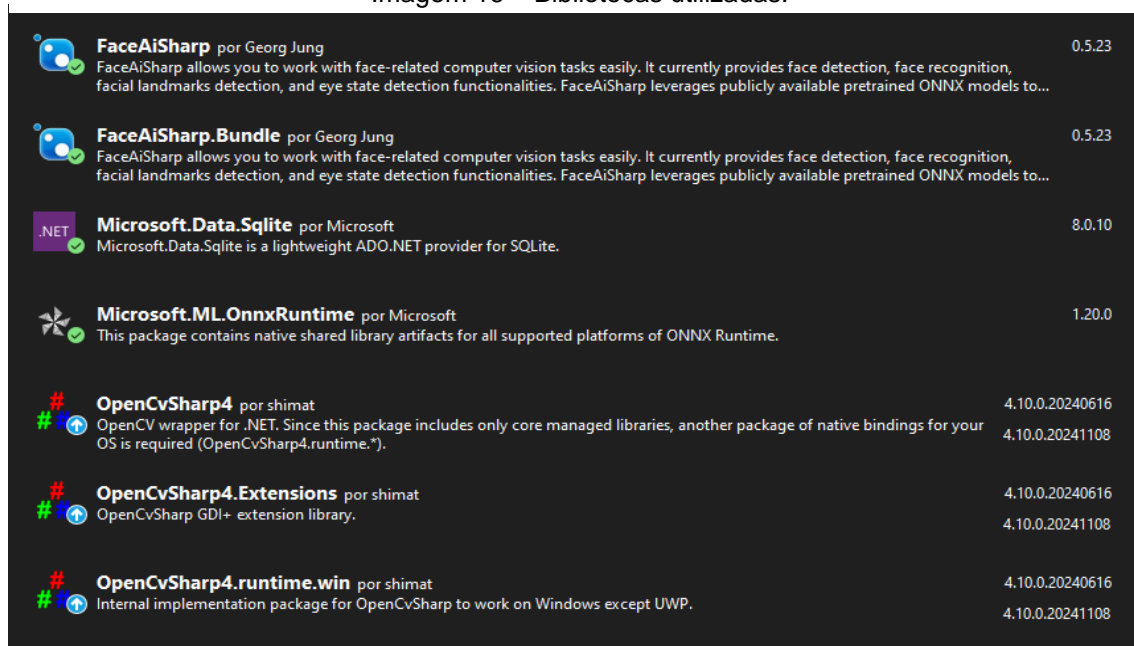 Imagem 18 – Bibliotecas utilizadas.
FaceAiSharp por Georg Jung 0.5.23
FaceAiSharp allows you to work with face-related computer vision tasks easily. It currently provides face detection, face recognition,
facial landmarks detection, and eye state detection functionalities. FaceAiSharp leverages publicly available pretrained ONNX models to...
FaceAiSharp.Bundle por Georg Jung 0.5.23
FaceAiSharp allows you to work with face-related computer vision tasks easily. It currently provides face detection, face recognition,
facial landmarks detection, and eye state detection functionalities. FaceAiSharp leverages publicly available pretrained ONNX models to...
.NET Microsoft.Data.Sqlite por Microsoft 8.0.10
Microsoft.Data.Sqlite is a lightweight ADO.NET provider for SQLite.
Microsoft.ML.OnnxRuntime por Microsoft 1.20.0
This package contains native shared library artifacts for all supported platforms of ONNX Runtime.
OpenCvSharp4 por shimat 4.10.0.20240616
OpenCV wrapper for .NET. Since this package includes only core managed libraries, another package of native bindings for your
4.10.0.20241108
OS is required (OpenCvSharp4.runtime.*).
OpenCvSharp4.Extensions por shimat 4.10.0.20240616
OpenCvSharp GDI+ extension library.
4.10.0.20241108
OpenCvSharp4.runtime.win por shimat 4.10.0.20240616
Internal implementation package for OpenCvSharp to work on Windows except UWP.
4.10.0.20241108